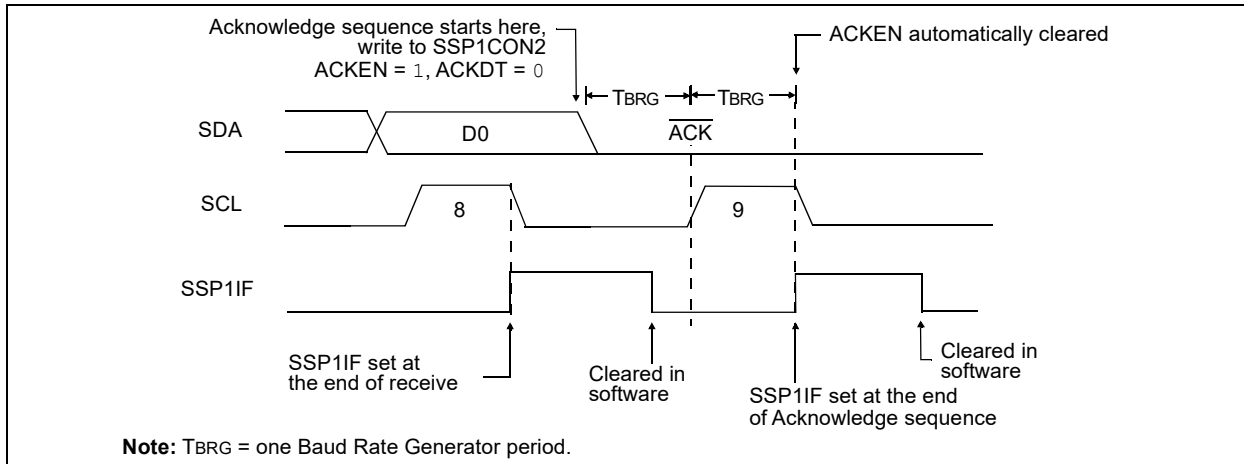 Acknowledge sequence starts here,
write to SSP1CON2
ACKEN = 1, ACKDT = 0
ACKEN automatically cleared
TBRG
TBRG
SDA
D0
ACK
SCL
8
9
SSP1IF
SSP1IF set at
the end of receive
Cleared in
software
SSP1IF set at the end
of Acknowledge sequence
Cleared in
software
Note: TBRG = one Baud Rate Generator period.